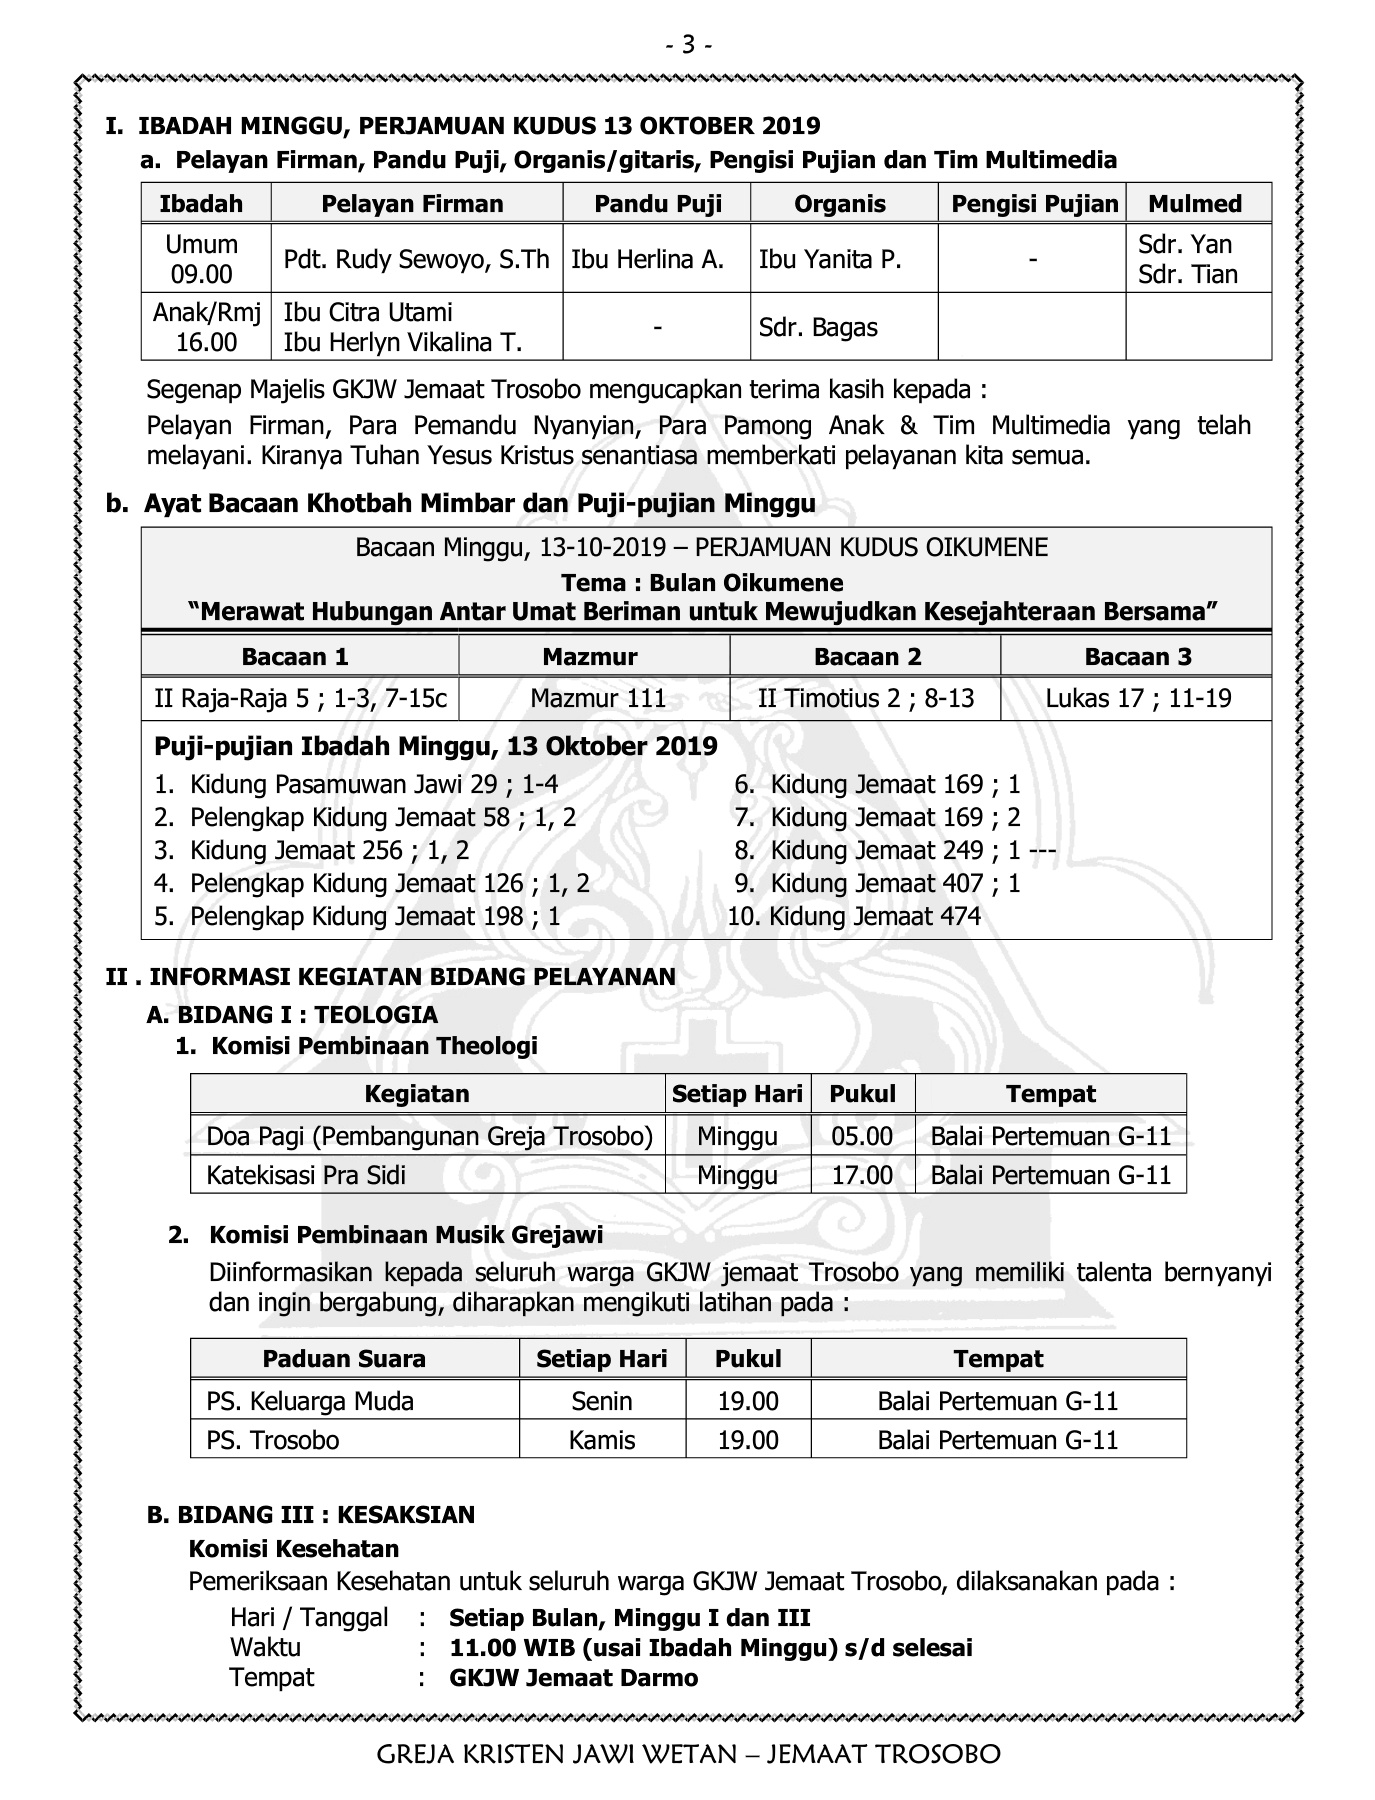 - 3 -
I. IBADAH MINGGU, PERJAMUAN KUDUS 13 OKTOBER 2019
a. Pelayan Firman, Pandu Puji, Organis/gitaris, Pengisi Pujian dan Tim Multimedia
Ibadah Pelayan Firman Pandu Puji Organis Pengisi Pujian Mulmed
Umum
09.00
Pdt. Rudy Sewoyo, S.Th Ibu Herlina A. Ibu Yanita P. -
Sdr. Yan
Sdr. Tian
Anak/Rmj
16.00
Ibu Citra Utami
Ibu Herlyn Vikalina T.
- Sdr. Bagas
Segenap Majelis GKJW Jemaat Trosobo mengucapkan terima kasih kepada :
Pelayan Firman, Para Pemandu Nyanyian, Para Pamong Anak & Tim Multimedia yang telah
melayani. Kiranya Tuhan Yesus Kristus senantiasa memberkati pelayanan kita semua.
b. Ayat Bacaan Khotbah Mimbar dan Puji-pujian Minggu
Bacaan Minggu, 13-10-2019 – PERJAMUAN KUDUS OIKUMENE
Tema : Bulan Oikumene
“Merawat Hubungan Antar Umat Beriman untuk Mewujudkan Kesejahteraan Bersama”
Bacaan 1 Mazmur Bacaan 2 Bacaan 3
II Raja-Raja 5 ; 1-3, 7-15c Mazmur 111 II Timotius 2 ; 8-13 Lukas 17 ; 11-19
Puji-pujian Ibadah Minggu, 13 Oktober 2019
1. Kidung Pasamuwan Jawi 29 ; 1-4
2. Pelengkap Kidung Jemaat 58 ; 1, 2
3. Kidung Jemaat 256 ; 1, 2
4. Pelengkap Kidung Jemaat 126 ; 1, 2
5. Pelengkap Kidung Jemaat 198 ; 1
6. Kidung Jemaat 169 ; 1
7. Kidung Jemaat 169 ; 2
8. Kidung Jemaat 249 ; 1 ---
9. Kidung Jemaat 407 ; 1
10. Kidung Jemaat 474
II . INFORMASI KEGIATAN BIDANG PELAYANAN
A. BIDANG I : TEOLOGIA
1. Komisi Pembinaan Theologi
Kegiatan Setiap Hari Pukul Tempat
Doa Pagi (Pembangunan Greja Trosobo) Minggu 05.00 Balai Pertemuan G-11
Katekisasi Pra Sidi Minggu 17.00 Balai Pertemuan G-11
2. Komisi Pembinaan Musik Grejawi
Diinformasikan kepada seluruh warga GKJW jemaat Trosobo yang memiliki talenta bernyanyi
dan ingin bergabung, diharapkan mengikuti latihan pada :
Paduan Suara Setiap Hari Pukul Tempat
PS. Keluarga Muda Senin 19.00 Balai Pertemuan G-11
PS. Trosobo Kamis 19.00 Balai Pertemuan G-11
B. BIDANG III : KESAKSIAN
Komisi Kesehatan
Pemeriksaan Kesehatan untuk seluruh warga GKJW Jemaat Trosobo, dilaksanakan pada :
Hari / Tanggal : Setiap Bulan, Minggu I dan III
Waktu : 11.00 WIB (usai Ibadah Minggu) s/d selesai
Tempat : GKJW Jemaat Darmo
GREJA KRISTEN JAWI WETAN – JEMAAT TROSOBO